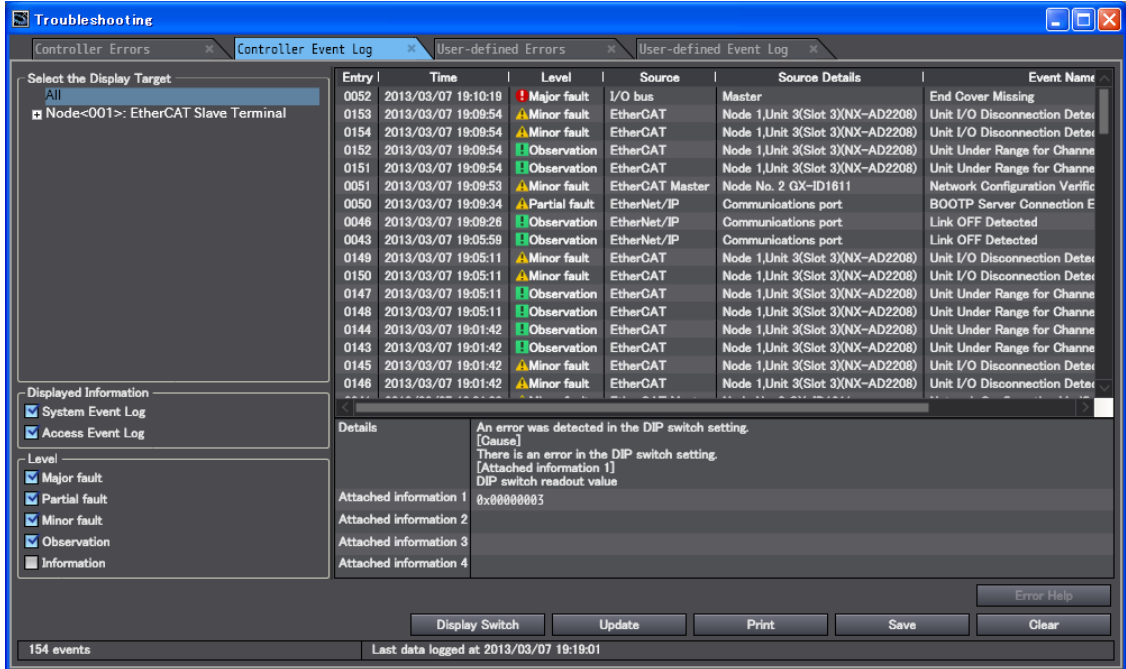 Troubleshooting
Controller Errors
Controller Event Log
User-defined Errors
User-defined Event Log
Select the Display Target
All
Node<001>: EtherCAT Slave Terminal
Displayed Information
System Event Log
Access Event Log
Level
Major fault
Partial fault
Minor fault
Observation
Information
Entry Time Level Source Source Details Event Name
0052 2013/03/07 19:10:19 Major fault I/O bus Master End Cover Missing
0153 2013/03/07 19:09:54 Minor fault EtherCAT Node 1,Unit 3(Slot 3)(NX-AD2208) Unit I/O Disconnection Detec
0154 2013/03/07 19:09:54 Minor fault EtherCAT Node 1,Unit 3(Slot 3)(NX-AD2208) Unit I/O Disconnection Detec
0152 2013/03/07 19:09:54 Observation EtherCAT Node 1,Unit 3(Slot 3)(NX-AD2208) Unit Under Range for Channe
0151 2013/03/07 19:09:54 Observation EtherCAT Node 1,Unit 3(Slot 3)(NX-AD2208) Unit Under Range for Channe
0051 2013/03/07 19:09:53 Minor fault EtherCAT Master Node No. 2 GX-ID1611 Network Configuration Verific
0050 2013/03/07 19:09:34 Partial fault EtherNet/IP Communications port BOOTP Server Connection E
0046 2013/03/07 19:09:26 Observation EtherNet/IP Communications port Link OFF Detected
0043 2013/03/07 19:05:59 Observation EtherNet/IP Communications port Link OFF Detected
0149 2013/03/07 19:05:11 Minor fault EtherCAT Node 1,Unit 3(Slot 3)(NX-AD2208) Unit I/O Disconnection Detec
0150 2013/03/07 19:05:11 Minor fault EtherCAT Node 1,Unit 3(Slot 3)(NX-AD2208) Unit I/O Disconnection Detec
0147 2013/03/07 19:05:11 Observation EtherCAT Node 1,Unit 3(Slot 3)(NX-AD2208) Unit Under Range for Channe
0148 2013/03/07 19:05:11 Observation EtherCAT Node 1,Unit 3(Slot 3)(NX-AD2208) Unit Under Range for Channe
0144 2013/03/07 19:01:42 Observation EtherCAT Node 1,Unit 3(Slot 3)(NX-AD2208) Unit Under Range for Channe
0143 2013/03/07 19:01:42 Observation EtherCAT Node 1,Unit 3(Slot 3)(NX-AD2208) Unit Under Range for Channe
0145 2013/03/07 19:01:42 Minor fault EtherCAT Node 1,Unit 3(Slot 3)(NX-AD2208) Unit I/O Disconnection Detec
0146 2013/03/07 19:01:42 Minor fault EtherCAT Node 1,Unit 3(Slot 3)(NX-AD2208) Unit I/O Disconnection Detec
Details An error was detected in the DIP switch setting.
[Cause]
There is an error in the DIP switch setting.
[Attached information 1]
DIP switch readout value
Attached information 1 0x00000003
Attached information 2
Attached information 3
Attached information 4
Error Help
Display Switch Update Print Save Clear
154 events Last data logged at 2013/03/07 19:19:01